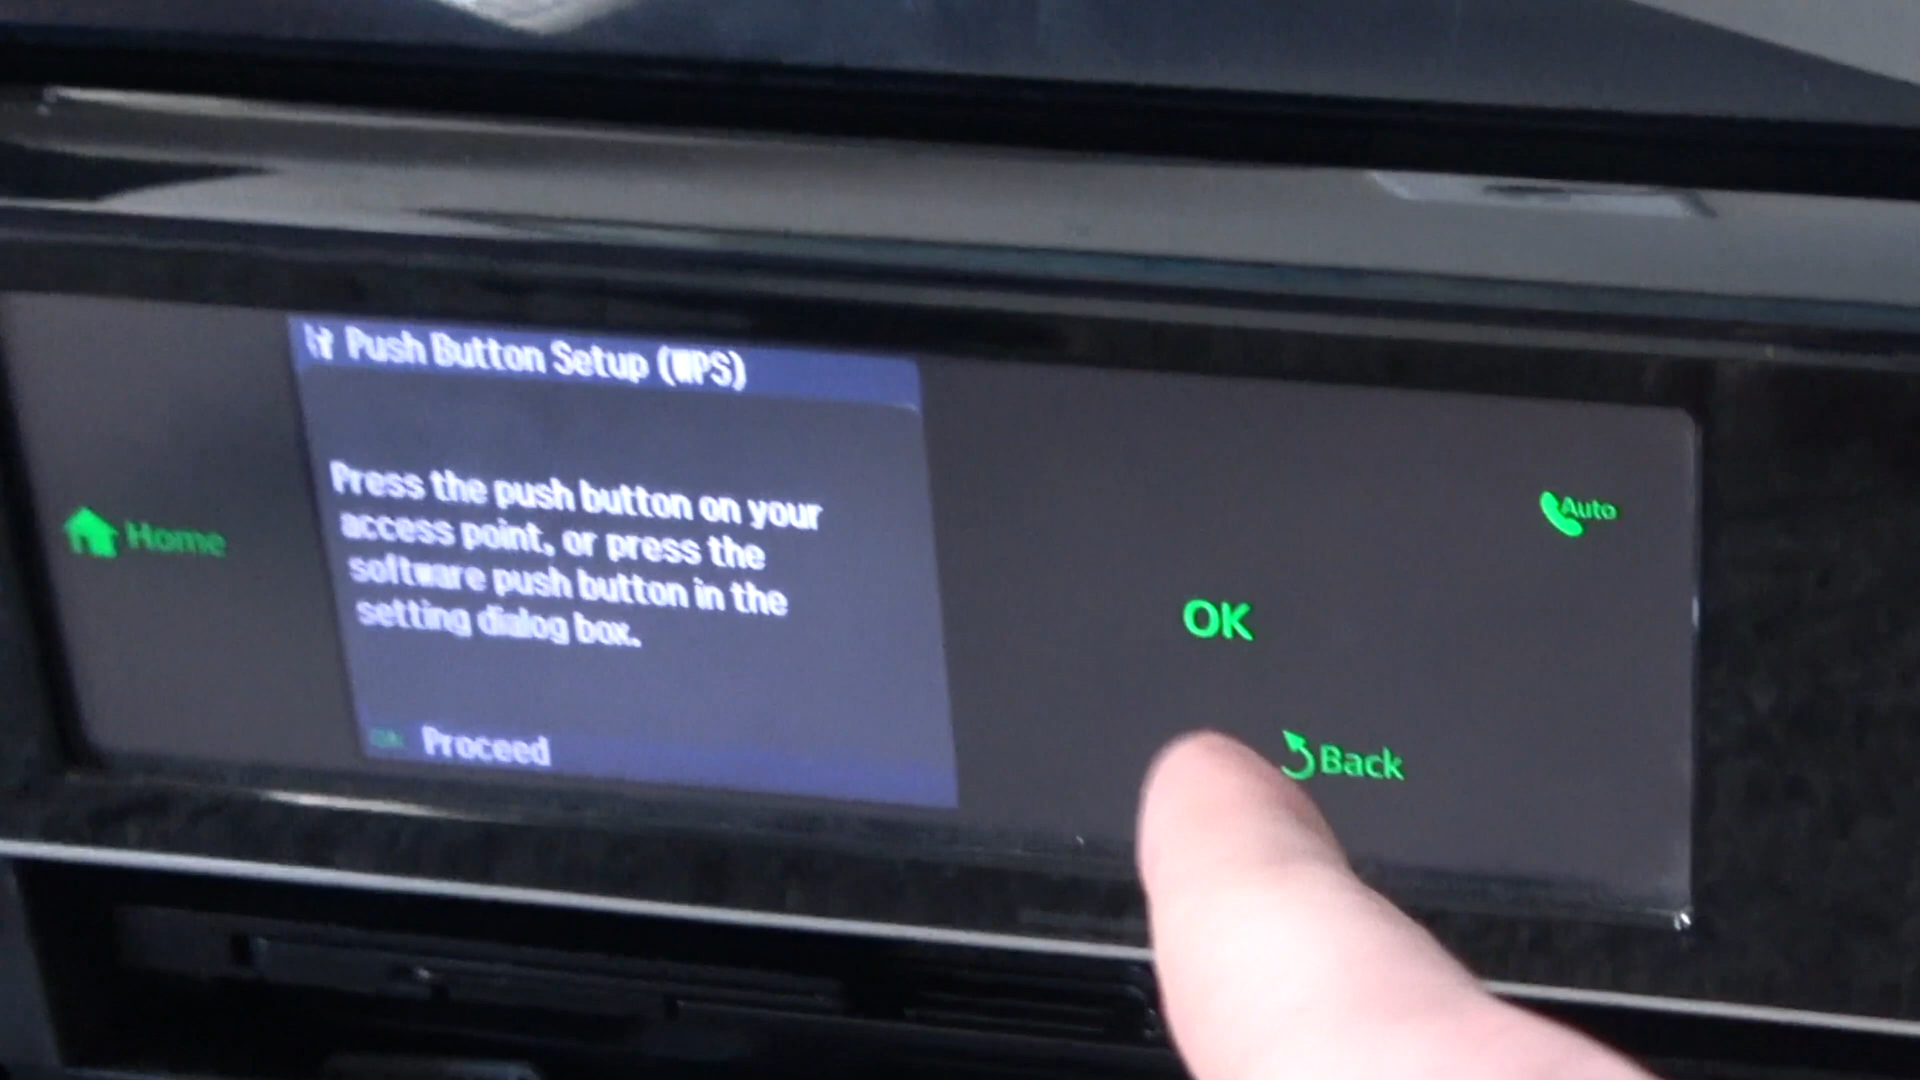 Push Button Setup (WPS)
Press the push button on your
access point, or press the
software push button in the
setting dialog box.
OK Proceed
Home
OK
Back
Auto